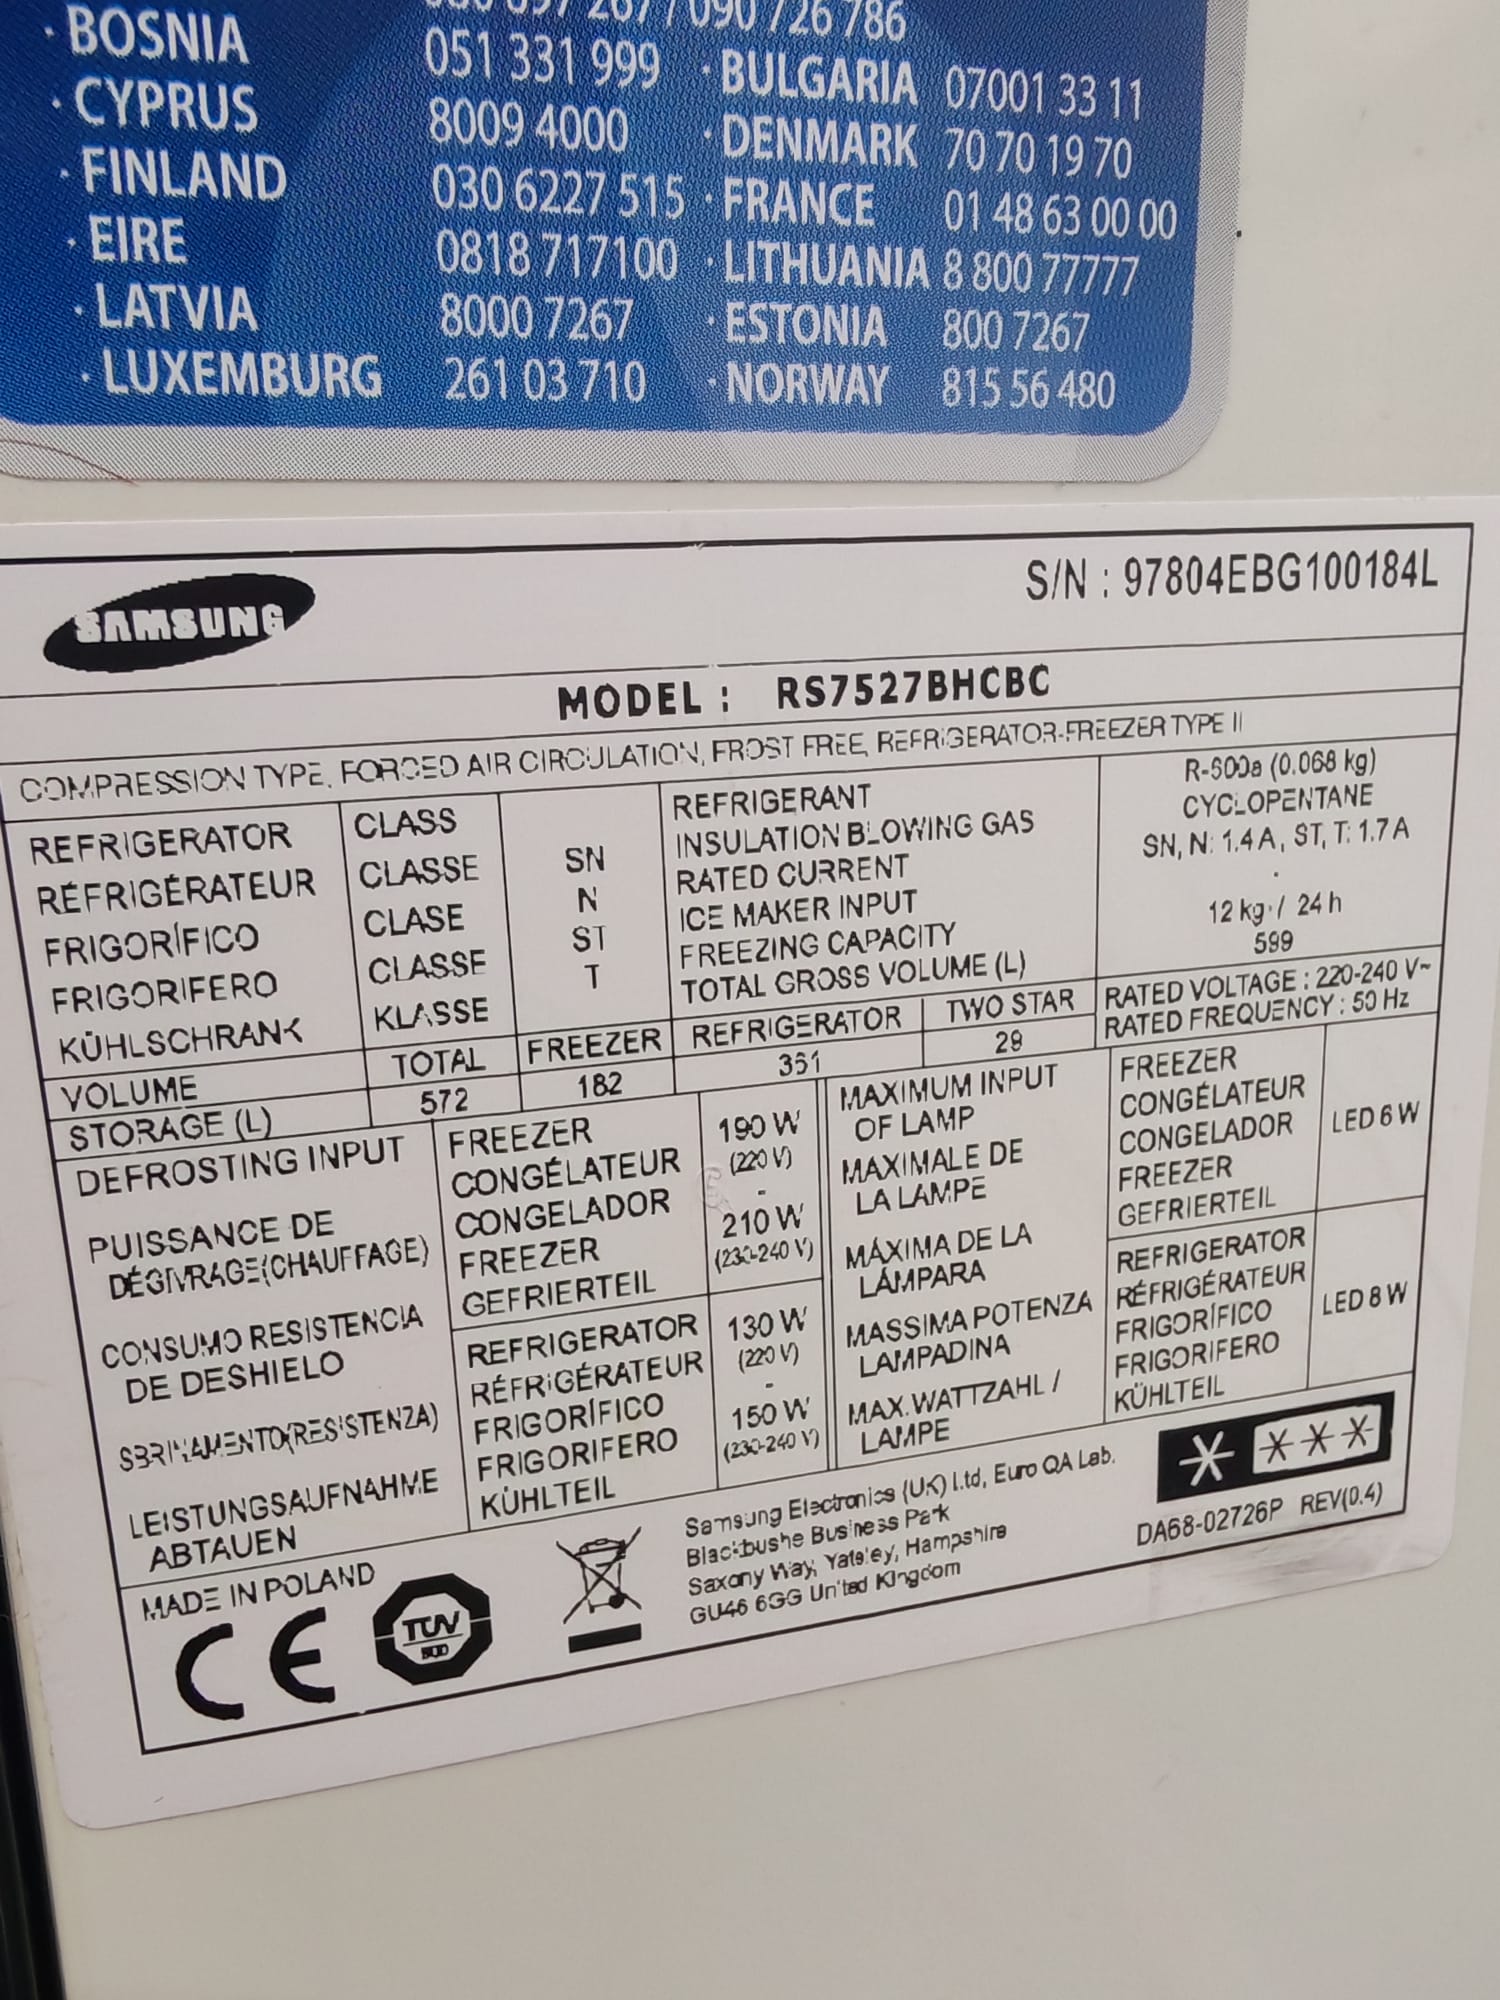 726 786
· BOSNIA 051 331 999 · BULGARIA 07001 33 11
· CYPRUS 8009 4000 · DENMARK 70 70 19 70
· FINLAND 030 6227 515 · FRANCE 01 48 63 00 00
· EIRE 0818 717100 · LITHUANIA 8 800 77777
· LATVIA 8000 7267 · ESTONIA 800 7267
· LUXEMBURG 261 03 710 · NORWAY 815 56 480
SAMSUNG
S/N : 97804EBG100184L
MODEL : RS7527BHCBC
COMPRESSION TYPE, FORCED AIR CIRCULATION, FROST FREE, REFRIGERATOR-FREEZER TYPE II
REFRIGERATOR
RÉFRIGÉRATEUR
FRIGORÍFICO
FRIGORIFERO
KÜHLSCHRANK
CLASS
CLASSE
CLASE
CLASSE
KLASSE
SN
N
ST
T
REFRIGERANT
INSULATION BLOWING GAS
RATED CURRENT
ICE MAKER INPUT
FREEZING CAPACITY
TOTAL GROSS VOLUME (L)
R-600a (0.068 kg)
CYCLOPENTANE
SN, N: 1.4 A, ST, T: 1.7 A
-
12 kg / 24 h
599
VOLUME
STORAGE (L)
TOTAL
572
FREEZER
182
REFRIGERATOR
361
TWO STAR
29
RATED VOLTAGE : 220-240 V~
RATED FREQUENCY : 50 Hz
DEFROSTING INPUT
PUISSANCE DE
DÉGIVRAGE(CHAUFFAGE)
CONSUMO RESISTENCIA
DE DESHIELO
SBRINAMENTO(RESISTENZA)
LEISTUNGSAUFNAHME
ABTAUEN
FREEZER
CONGÉLATEUR
CONGELADOR
FREEZER
GEFRIERTEIL
190 W
(220 V)
-
210 W
(230-240 V)
REFRIGERATOR
RÉFRIGÉRATEUR
FRIGORÍFICO
FRIGORIFERO
KÜHLTEIL
130 W
(220 V)
-
150 W
(230-240 V)
MAXIMUM INPUT
OF LAMP
MAXIMALE DE
LA LAMPE
MÁXIMA DE LA
LÁMPARA
MASSIMA POTENZA
LAMPADINA
MAX.WATTZAHL /
LAMPE
FREEZER
CONGÉLATEUR
CONGELADOR
FREEZER
GEFRIERTEIL
LED 6 W
REFRIGERATOR
RÉFRIGÉRATEUR
FRIGORÍFICO
FRIGORIFERO
KÜHLTEIL
LED 8 W
MADE IN POLAND
CE
TÜV
SÜD
Samsung Electronics (UK) Ltd, Euro QA Lab.
Blackbushe Business Park
Saxony Way, Yateley, Hampshire
GU46 6GG United Kingdom
DA68-02726P REV(0.4)